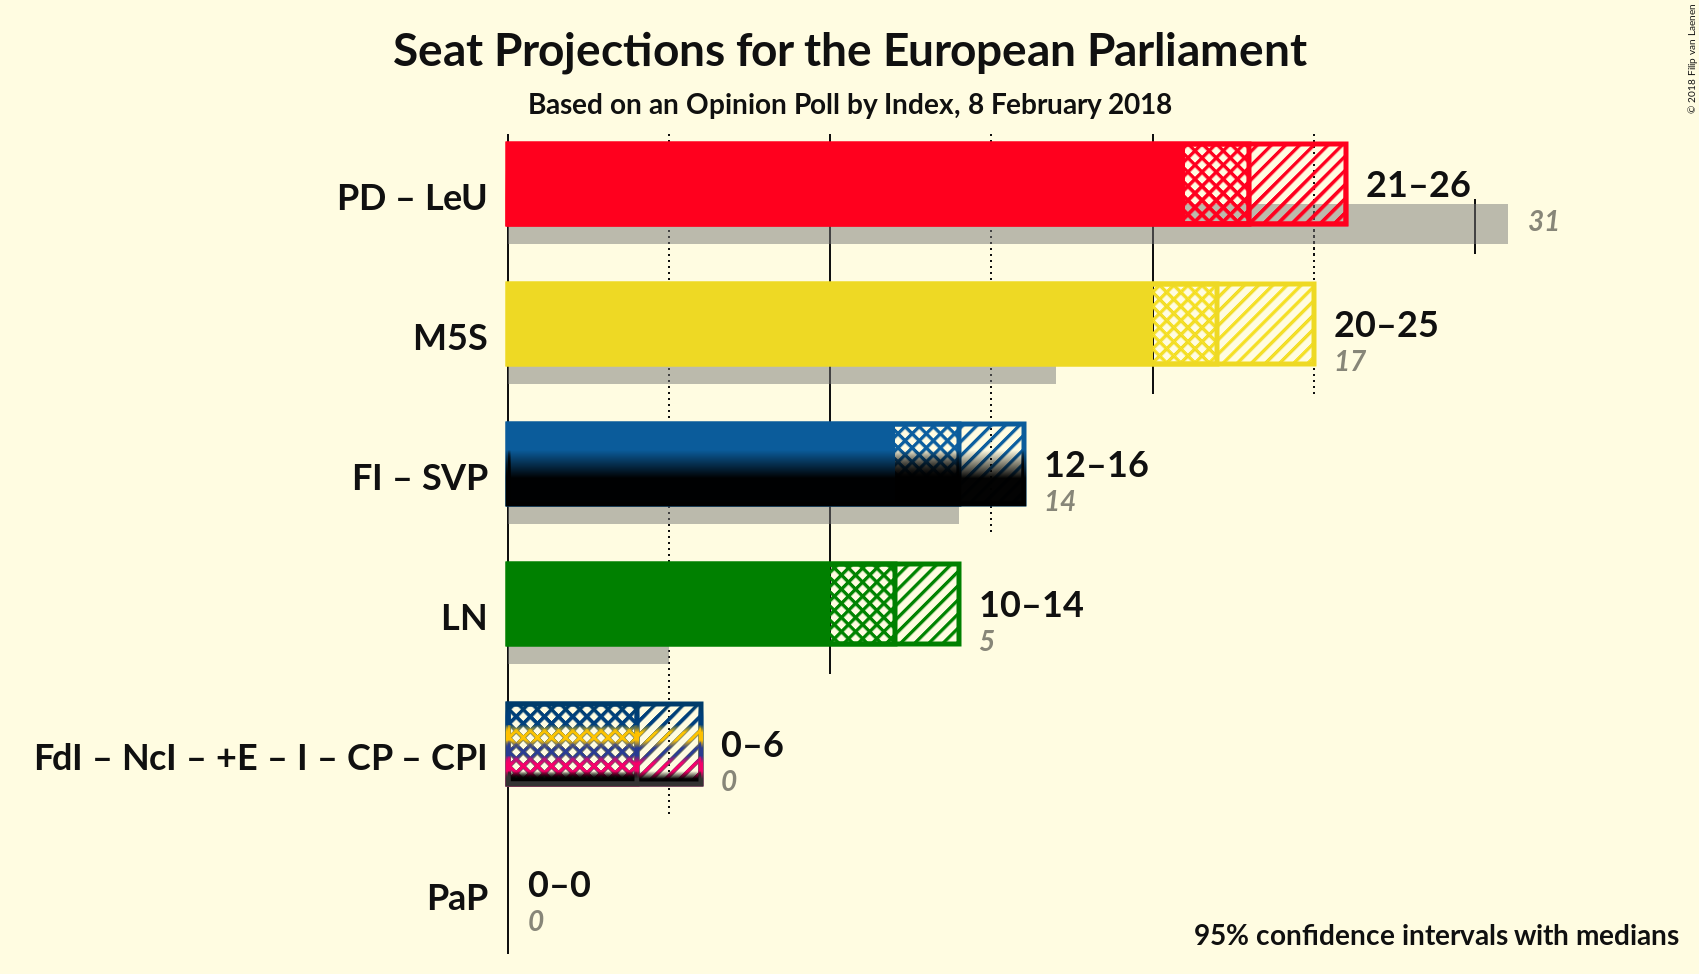 Seat Projections for the European Parliament
Based on an Opinion Poll by Index, 8 February 2018
© 2018 Filip van Laenen
PD – LeU
21–26
31
M5S
20–25
17
FI – SVP
12–16
14
LN
10–14
5
FdI – NcI – +E – I – CP – CPI
0–6
0
PaP
0–0
0
95% confidence intervals with medians